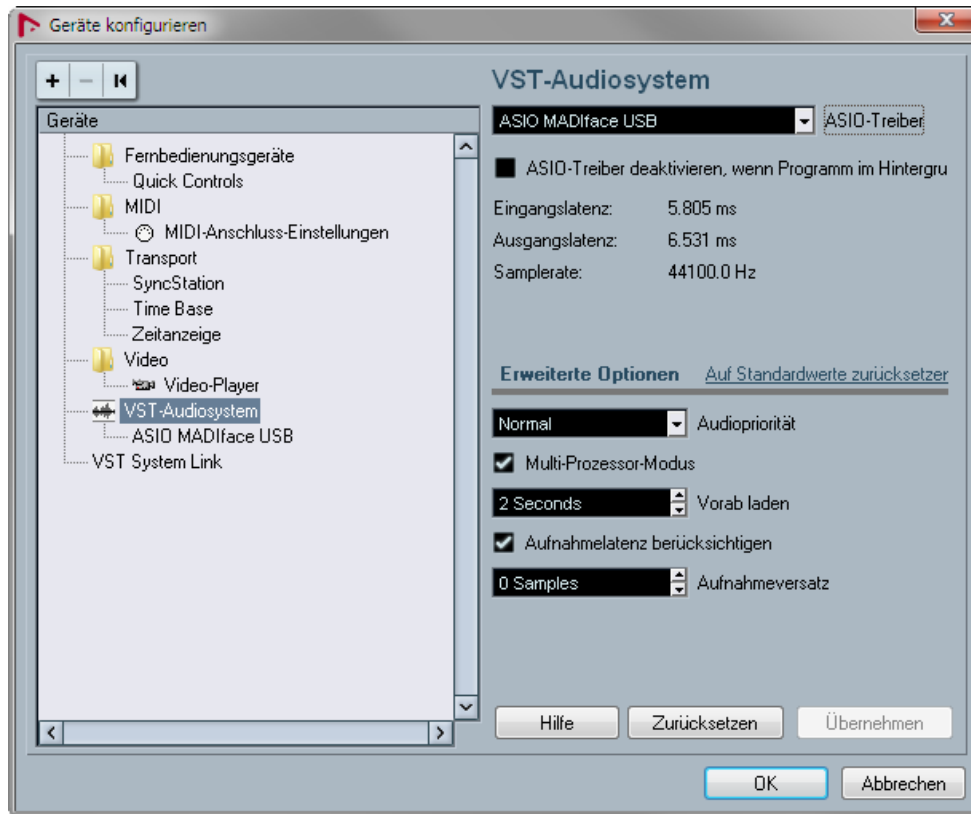 Geräte konfigurieren
Geräte
Fernbedienungsgeräte
Quick Controls
MIDI
MIDI-Anschluss-Einstellungen
Transport
SyncStation
Time Base
Zeitanzeige
Video
Video-Player
VST-Audiosystem
ASIO MADIface USB
VST System Link
VST-Audiosystem
ASIO MADIface USB ASIO-Treiber
ASIO-Treiber deaktivieren, wenn Programm im Hintergru
Eingangslatenz: 5.805 ms
Ausgangslatenz: 6.531 ms
Samplerate: 44100.0 Hz
Erweiterte Optionen Auf Standardwerte zurücksetzer
Normal Audiopriorität
Multi-Prozessor-Modus
2 Seconds Vorab laden
Aufnahmelatenz berücksichtigen
0 Samples Aufnahmeversatz
Hilfe Zurücksetzen Übernehmen
OK Abbrechen